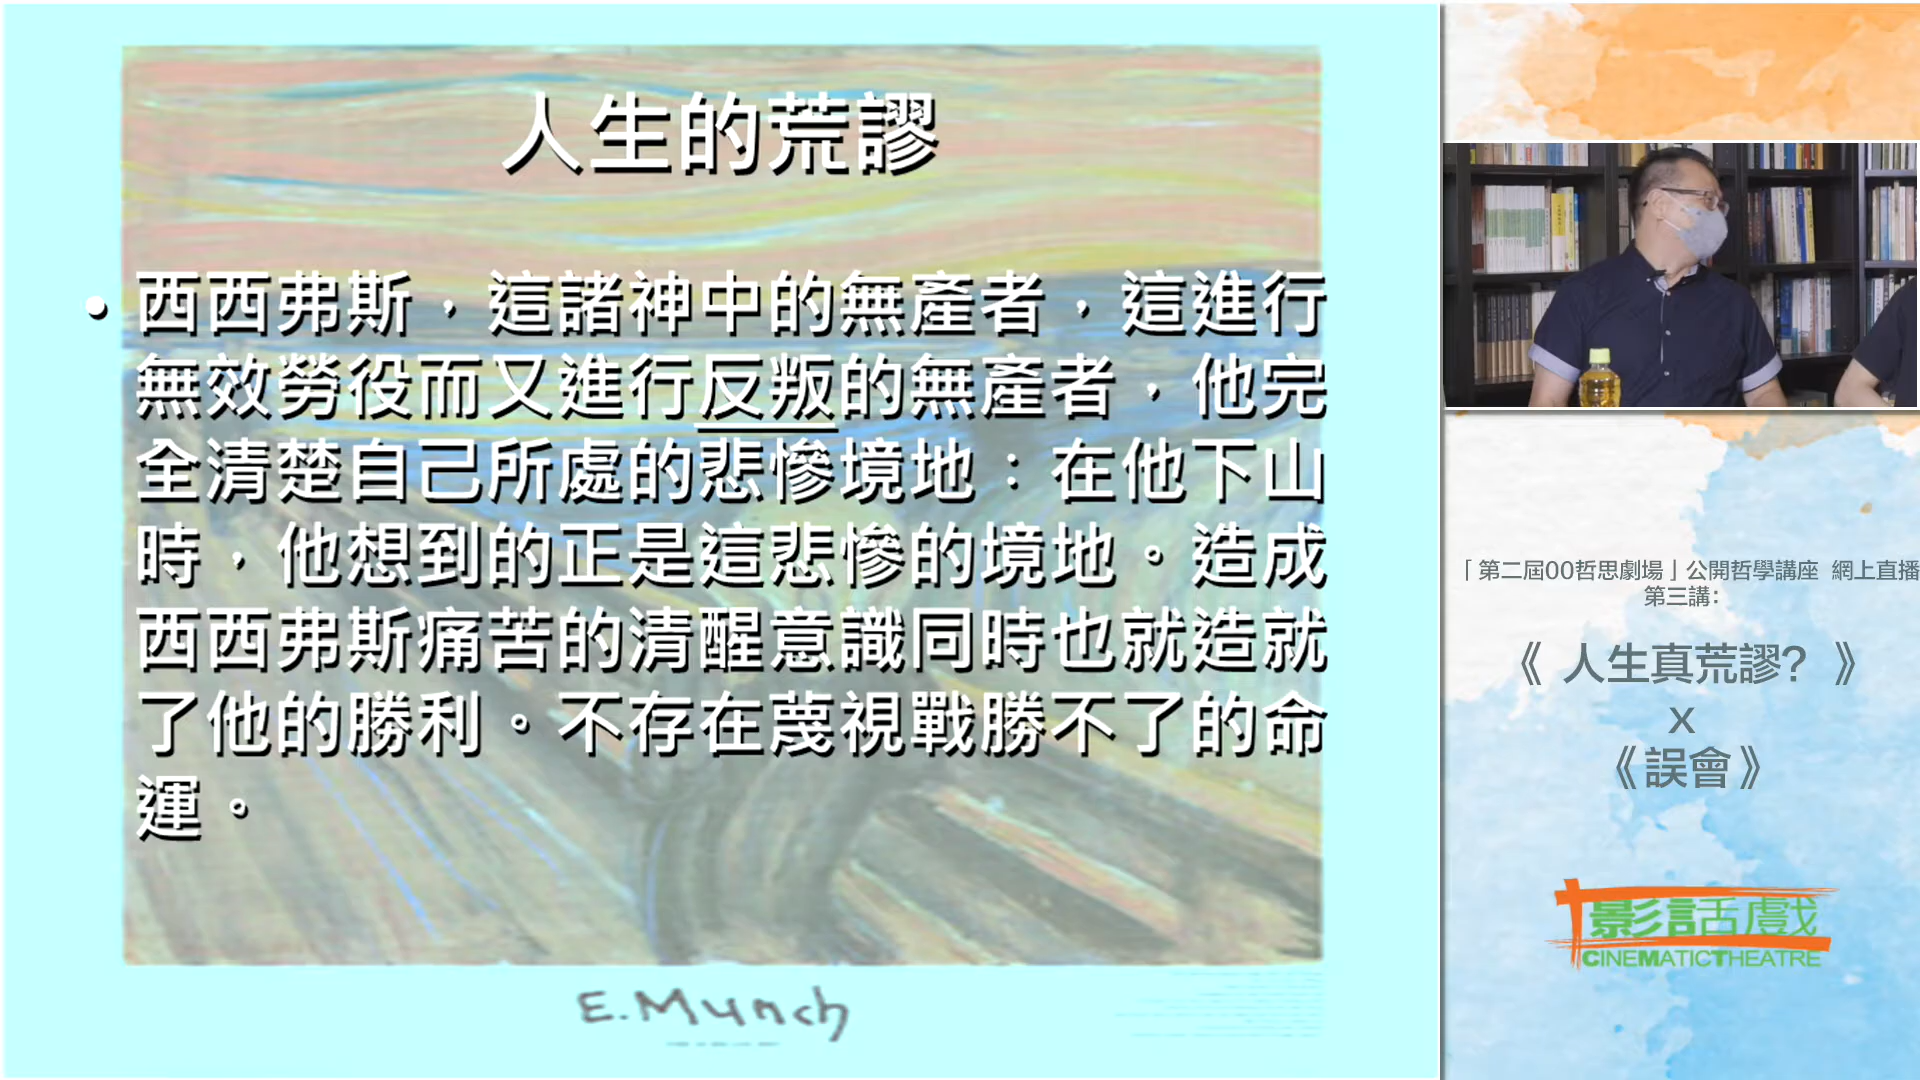 人生的荒謬
• 西西弗斯，這諸神中的無產者，這進行
無效勞役而又進行反叛的無產者，他完
全清楚自己所處的悲慘境地：在他下山
時，他想到的正是這悲慘的境地。造成
西西弗斯痛苦的清醒意識同時也就造就
了他的勝利。不存在蔑視戰勝不了的命
運。
E.Munch
「第二屆00哲思劇場」公開哲學講座 網上直播
第三講：
《 人生真荒謬? 》
X
《誤會》
影話戲
CINEMATICTHEATRE